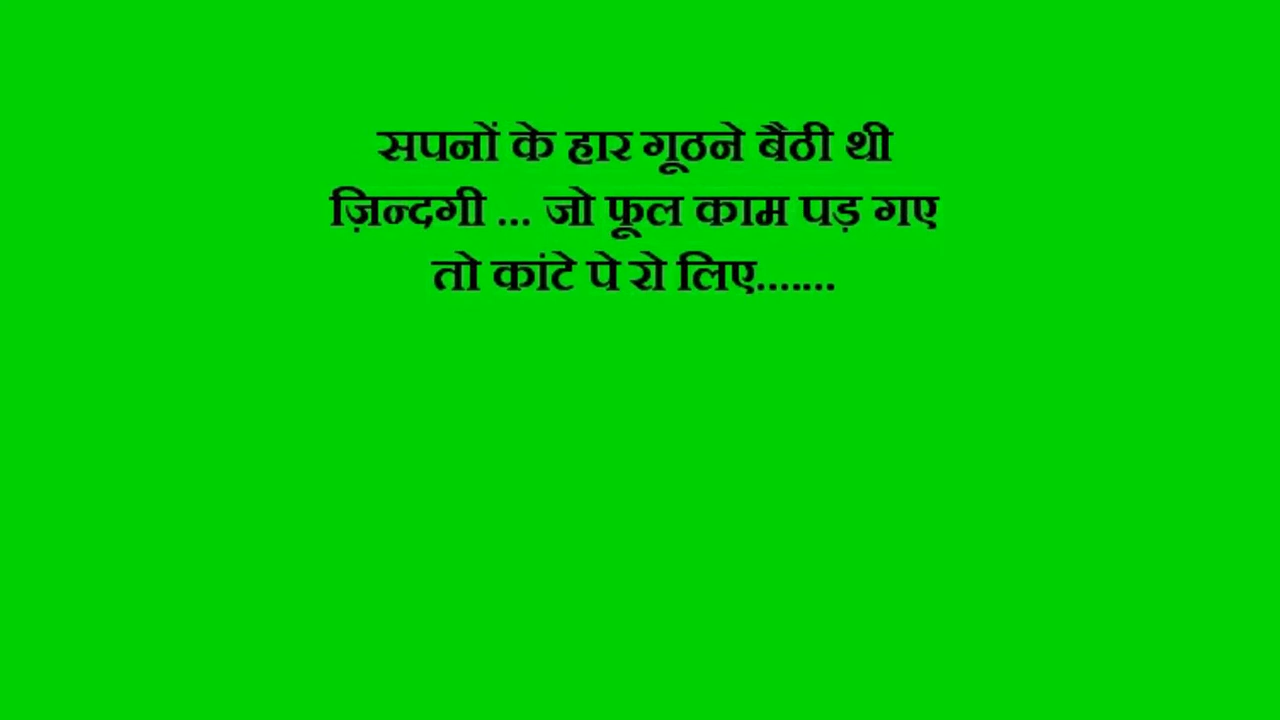 सपनों के हार गूठने बैठी थी
ज़िन्दगी ... जो फूल काम पड़ गए
तो कांटे पे रो लिए.......